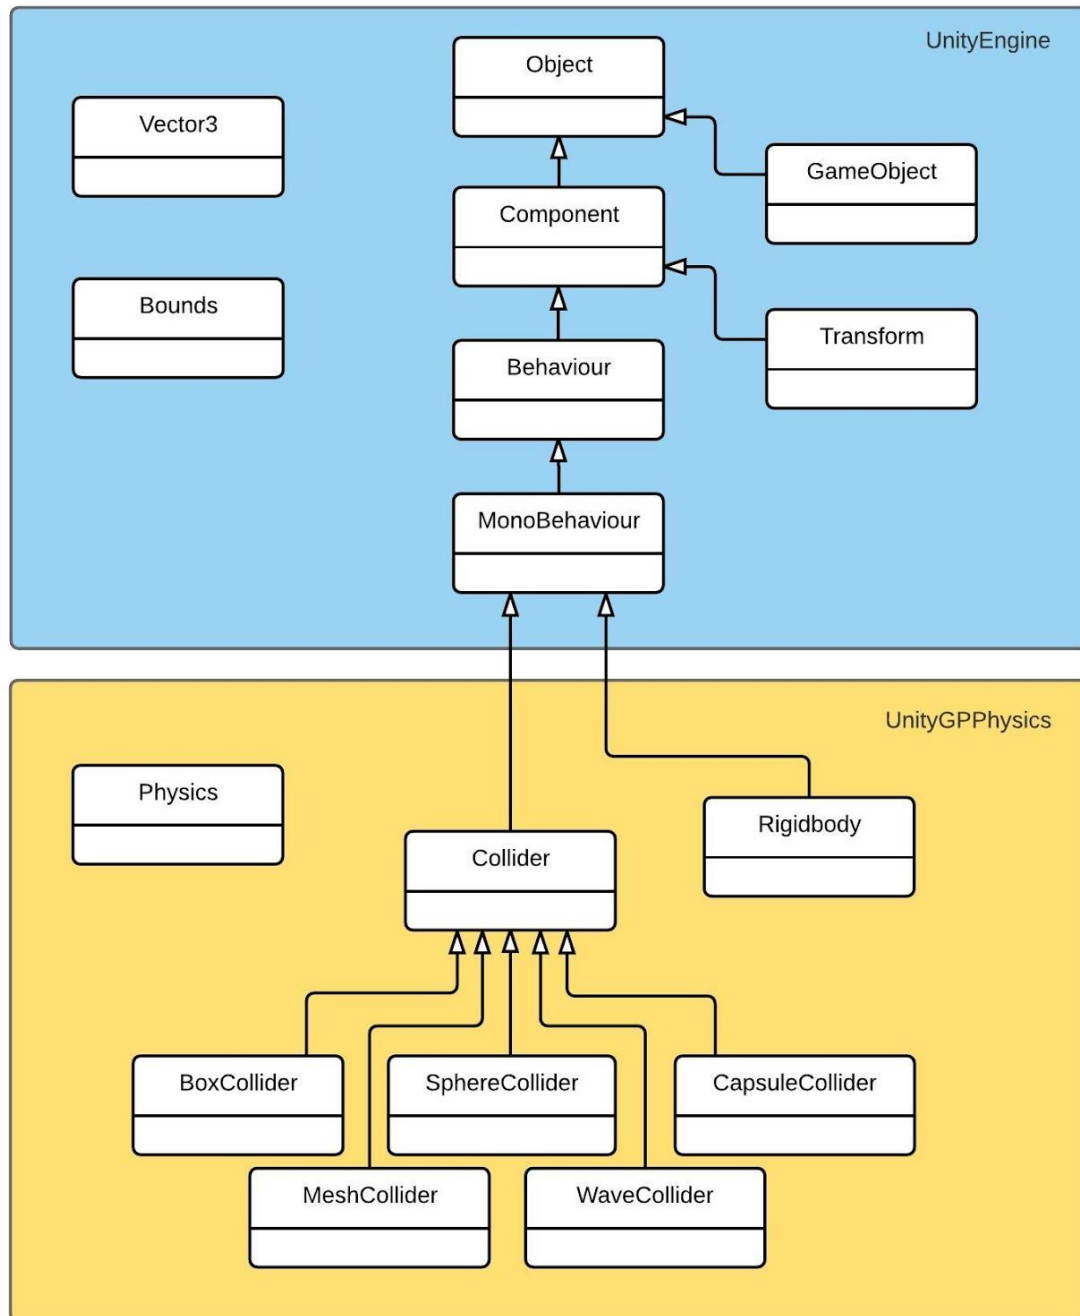 UnityEngine
Object
Vector3
GameObject
Component
Bounds
Transform
Behaviour
MonoBehaviour
UnityGPPhysics
Physics
Rigidbody
Collider
BoxCollider
SphereCollider
CapsuleCollider
MeshCollider
WaveCollider